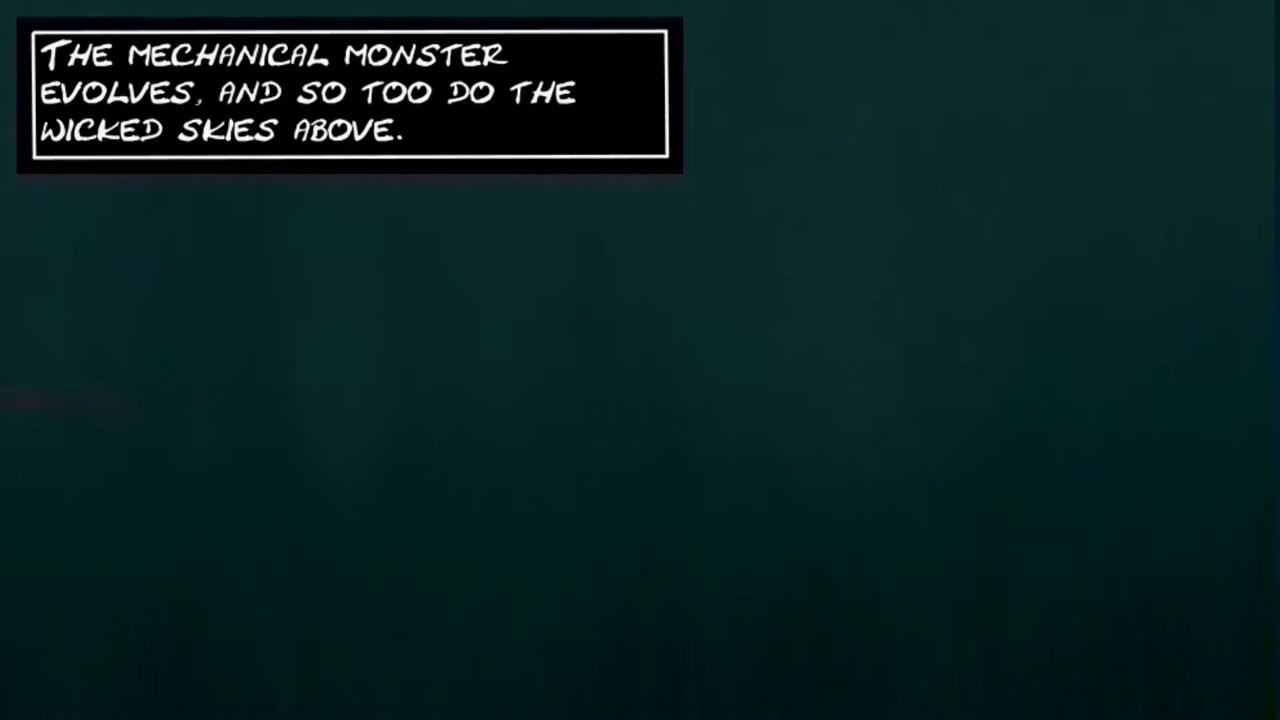 The mechanical monster
evolves, and so too do the
wicked skies above.